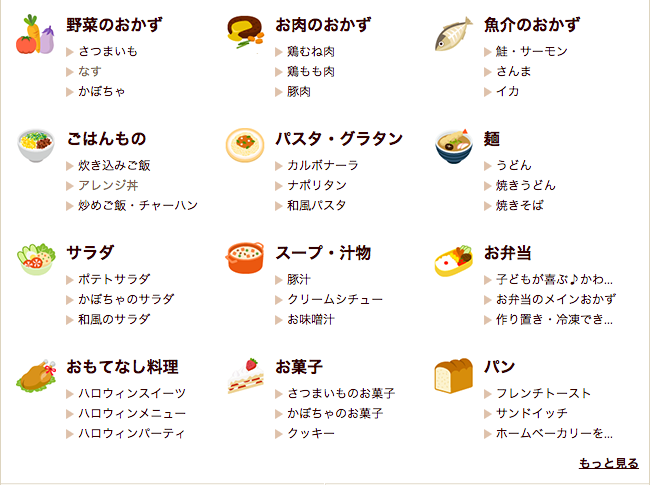 野菜のおかず
さつまいも
なす
かぼちゃ
お肉のおかず
鶏むね肉
鶏もも肉
豚肉
魚介のおかず
鮭・サーモン
さんま
イカ
ごはんもの
炊き込みご飯
アレンジ丼
炒めご飯・チャーハン
パスタ・グラタン
カルボナーラ
ナポリタン
和風パスタ
麺
うどん
焼きうどん
焼きそば
サラダ
ポテトサラダ
かぼちゃのサラダ
和風のサラダ
スープ・汁物
豚汁
クリームシチュー
お味噌汁
お弁当
子どもが喜ぶ♪かわ...
お弁当のメインおかず
作り置き・冷凍でき...
おもてなし料理
ハロウィンスイーツ
ハロウィンメニュー
ハロウィンパーティ
お菓子
さつまいものお菓子
かぼちゃのお菓子
クッキー
パン
フレンチトースト
サンドイッチ
ホームベーカリーを...
もっと見る